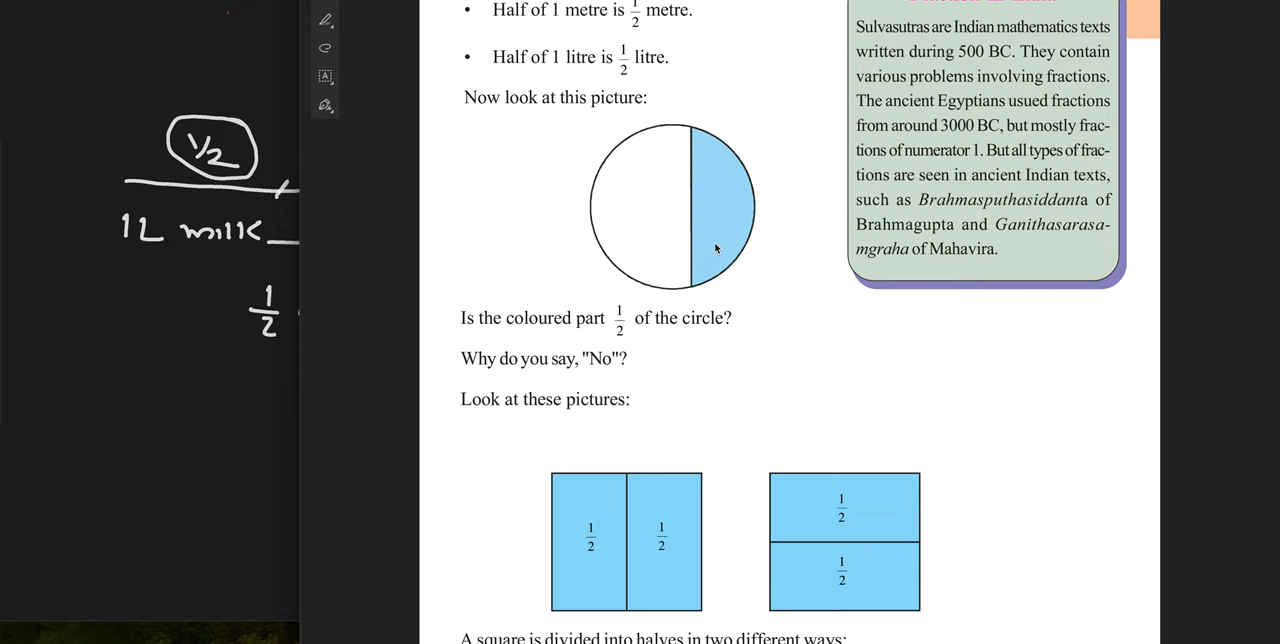 • Half of 1 metre is 1/2 metre.
• Half of 1 litre is 1/2 litre.
Now look at this picture:
Is the coloured part 1/2 of the circle?
Why do you say, "No"?
Look at these pictures:
1/2 1/2
1/2
1/2
A square is divided into halves in two different ways:
Sulvasutras are Indian mathematics texts
written during 500 BC. They contain
various problems involving fractions.
The ancient Egyptians usued fractions
from around 3000 BC, but mostly frac-
tions of numerator 1. But all types of frac-
tions are seen in ancient Indian texts,
such as Brahmasputhasiddanta of
Brahmagupta and Ganithasarasa-
mgraha of Mahavira.
1/2
1L milk
1/2
A